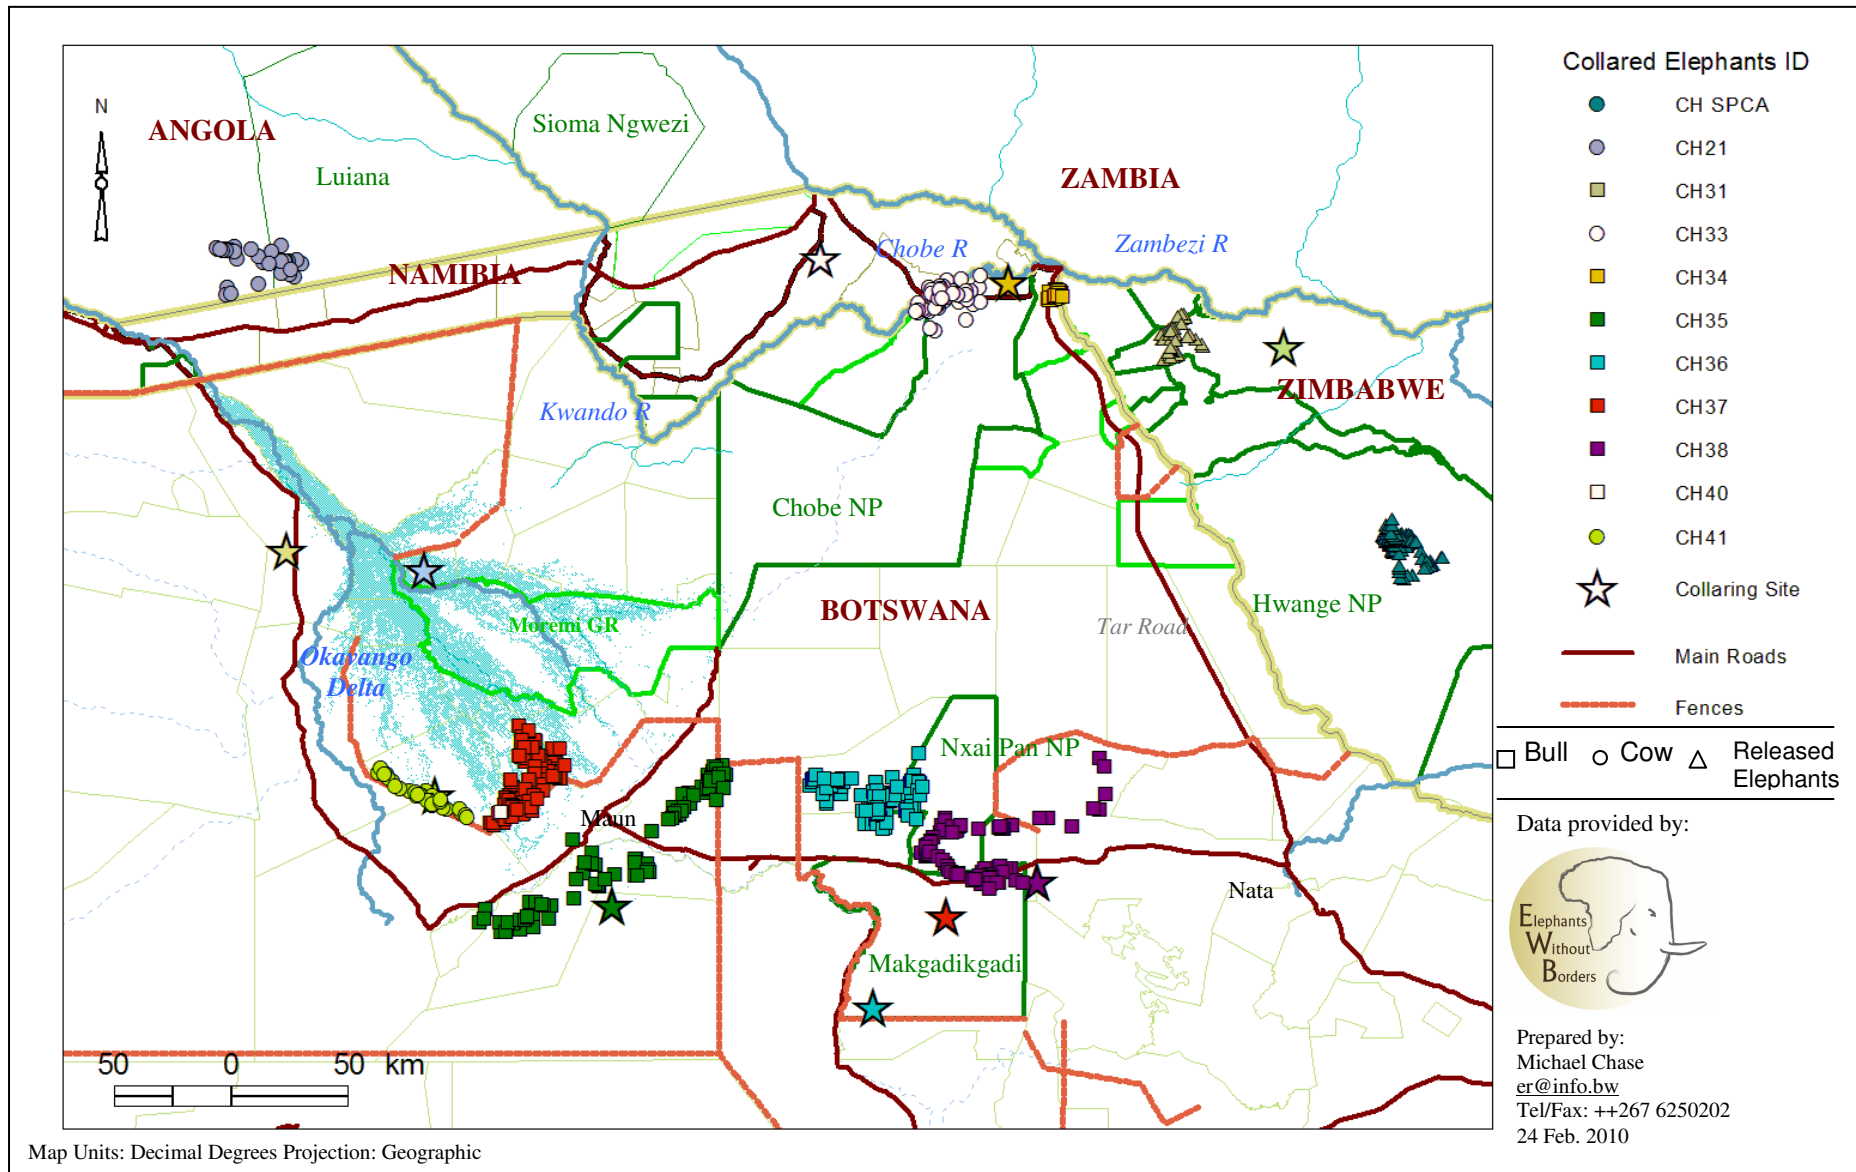 N
ANGOLA
Luiana
Sioma Ngwezi
ZAMBIA
NAMIBIA
Chobe R
Zambezi R
Kwando R
ZIMBABWE
Chobe NP
Hwange NP
BOTSWANA
Tar Road
Moremi GR
Okavango
Delta
Nxai Pan NP
Maun
Nata
Makgadikgadi
50 0 50 km
Map Units: Decimal Degrees Projection: Geographic
Collared Elephants ID
CH SPCA
CH21
CH31
CH33
CH34
CH35
CH36
CH37
CH38
CH40
CH41
Collaring Site
Main Roads
Fences
Bull Cow Released
Elephants
Data provided by:
Elephants
Without
Borders
Prepared by:
Michael Chase
er@info.bw
Tel/Fax: ++267 6250202
24 Feb. 2010